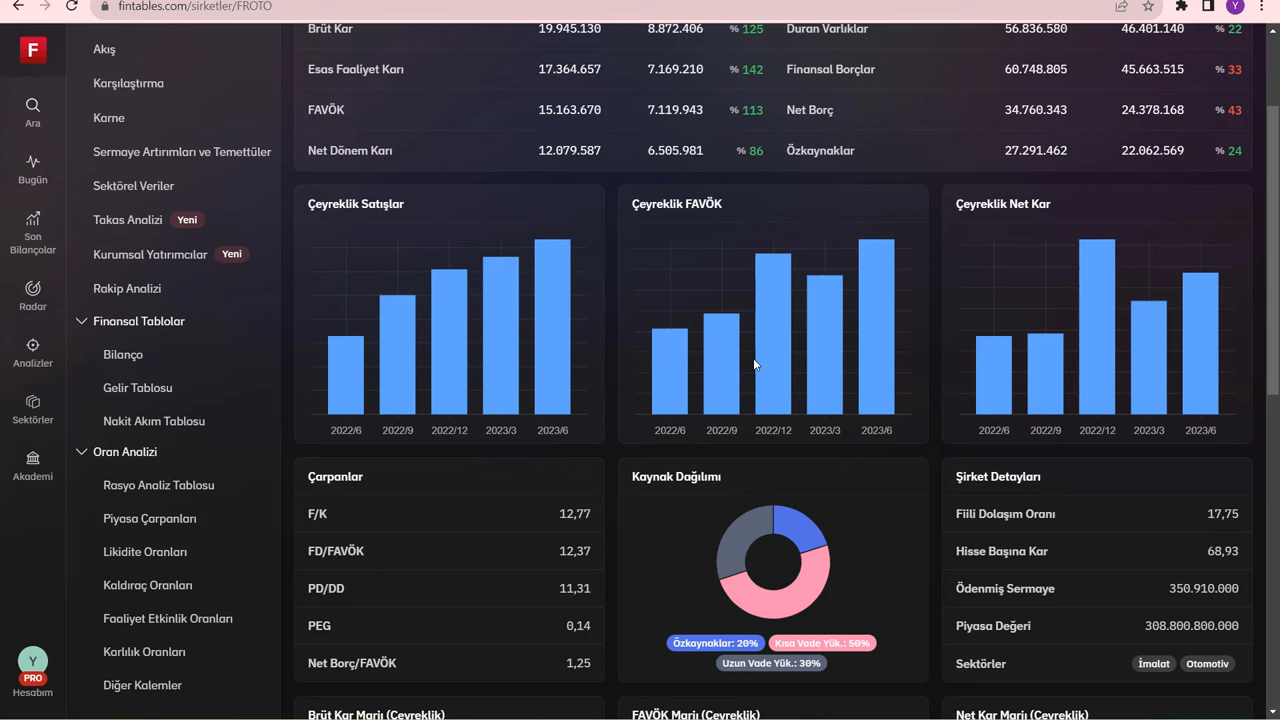 fintables.com/sirketler/FROTO
Y
F
Ara
Bugün
Son
Bilançolar
Radar
Analizler
Sektörler
Akademi
Y
PRO
Hesabım
Akış
Karşılaştırma
Karne
Sermaye Artırımları ve Temettüler
Sektörel Veriler
Takas Analizi Yeni
Kurumsal Yatırımcılar Yeni
Rakip Analizi
Finansal Tablolar
Bilanço
Gelir Tablosu
Nakit Akım Tablosu
Oran Analizi
Rasyo Analiz Tablosu
Piyasa Çarpanları
Likidite Oranları
Kaldıraç Oranları
Faaliyet Etkinlik Oranları
Karlılık Oranları
Diğer Kalemler
Brüt Kar 19.945.130 8.872.406 % 125
Esas Faaliyet Karı 17.364.657 7.169.210 % 142
FAVÖK 15.163.670 7.119.943 % 113
Net Dönem Karı 12.079.587 6.505.981 % 86
Duran Varlıklar 56.836.580 46.401.140 % 22
Finansal Borçlar 60.748.805 45.663.515 % 33
Net Borç 34.760.343 24.378.168 % 43
Özkaynaklar 27.291.462 22.062.569 % 24
Çeyreklik Satışlar
2022/6 2022/9 2022/12 2023/3 2023/6
Çeyreklik FAVÖK
2022/6 2022/9 2022/12 2023/3 2023/6
Çeyreklik Net Kar
2022/6 2022/9 2022/12 2023/3 2023/6
Çarpanlar
F/K 12,77
FD/FAVÖK 12,37
PD/DD 11,31
PEG 0,14
Net Borç/FAVÖK 1,25
Kaynak Dağılımı
Özkaynaklar: 20% Kısa Vade Yük.: 50%
Uzun Vade Yük.: 30%
Şirket Detayları
Fiili Dolaşım Oranı 17,75
Hisse Başına Kar 68,93
Ödenmiş Sermaye 350.910.000
Piyasa Değeri 308.800.800.000
Sektörler İmalat Otomotiv
Brüt Kar Marjı (Çeyreklik)
FAVÖK Marjı (Çeyreklik)
Net Kar Marjı (Çeyreklik)